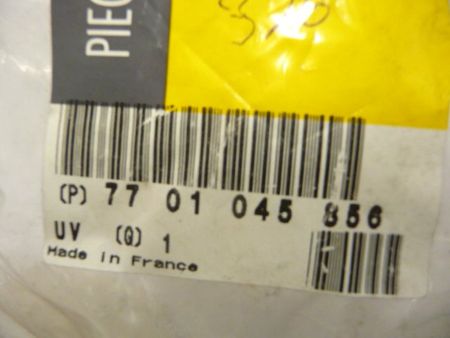 PIEC
(P) 77 01 045 856
UV (Q) 1
Made in France